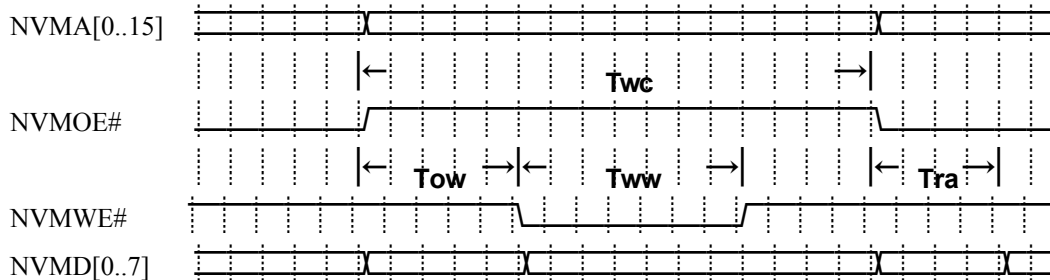 NVMA[0..15]
Twc
NVMOE#
Tow Tww Tra
NVMWE#
NVMD[0..7]